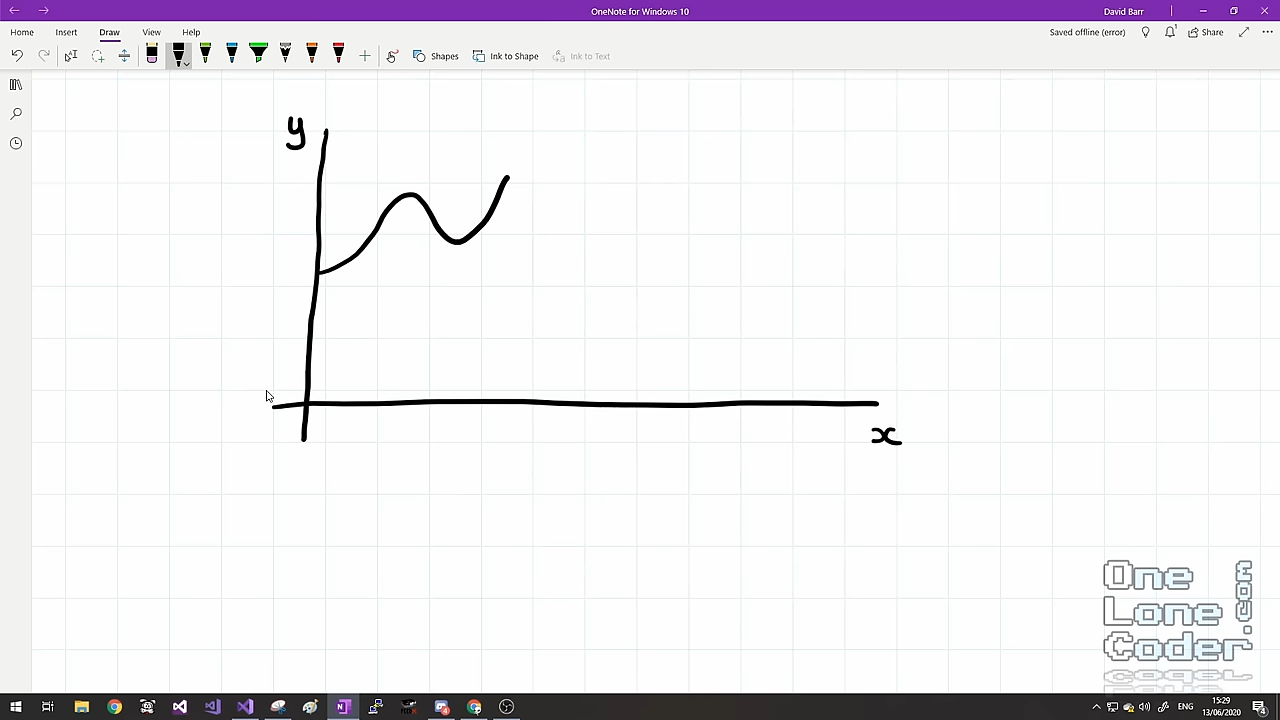 OneNote for Windows 10
David Barr
Home Insert Draw View Help
Saved offline (error)
Share
Shapes
Ink to Shape
Ink to Text
y
x
One
Lone
Coder
.com
ENG
15:29
13/06/2020